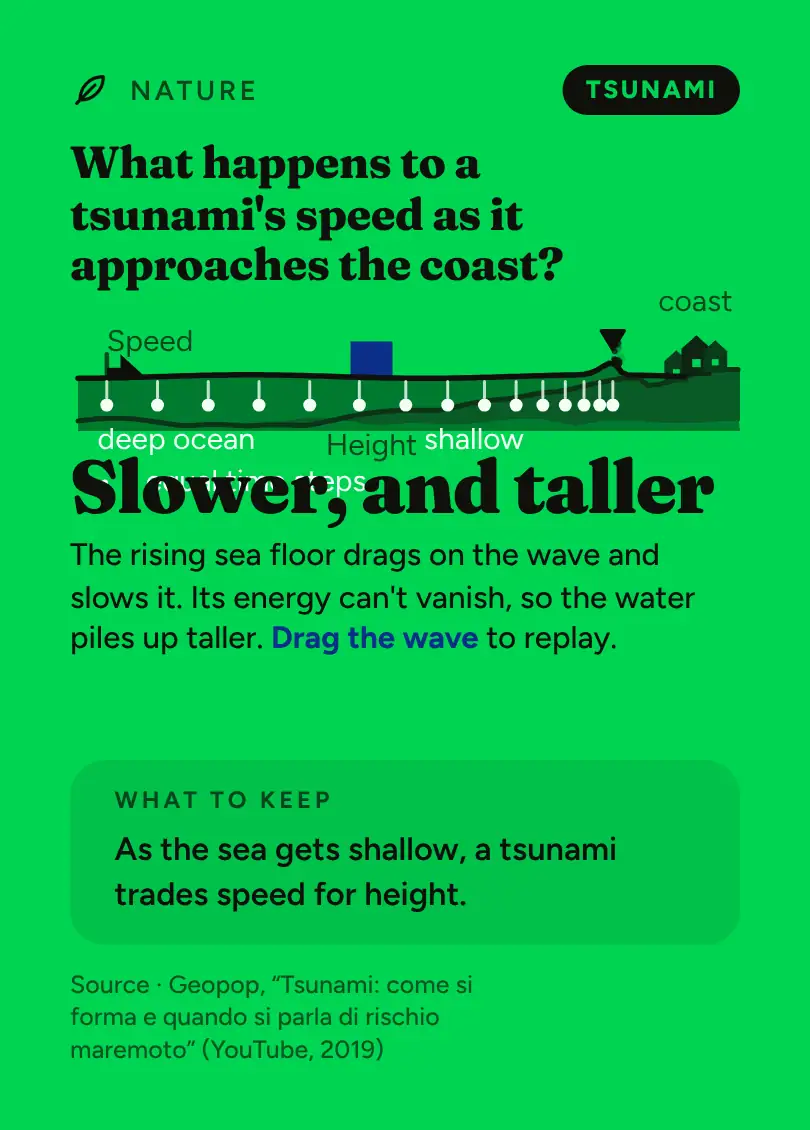 NATURE
TSUNAMI
What happens to a
tsunami's speed as it
approaches the coast?
coast
Speed
deep ocean
Height
shallow
equal time steps
Slower, and taller
The rising sea floor drags on the wave and
slows it. Its energy can't vanish, so the water
piles up taller. Drag the wave to replay.
WHAT TO KEEP
As the sea gets shallow, a tsunami
trades speed for height.
Source · Geopop, “Tsunami: come si
forma e quando si parla di rischio
maremoto” (YouTube, 2019)